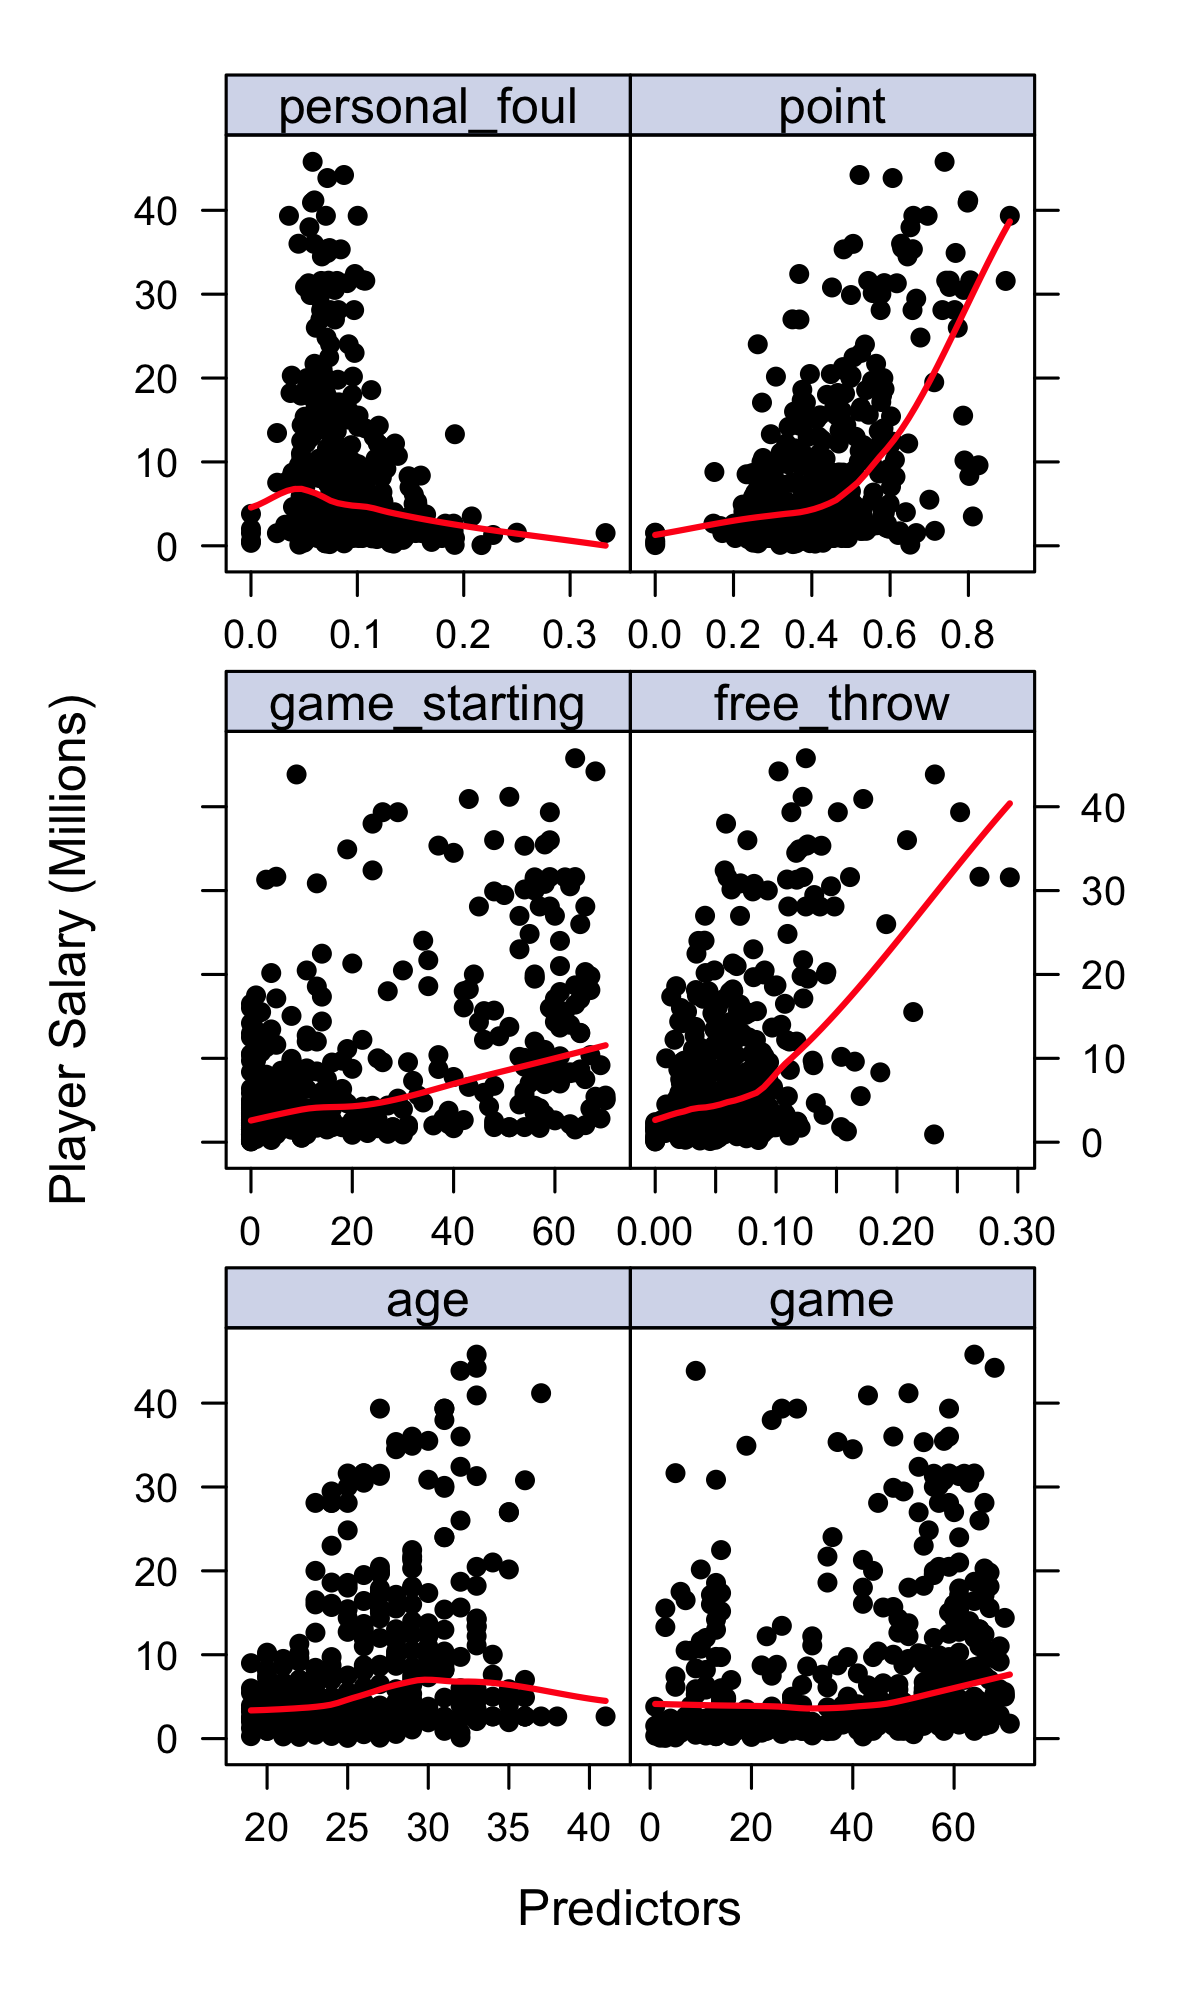 personal_foul point
40
30
20
10
0
0.0 0.1 0.2 0.3 0.0 0.2 0.4 0.6 0.8
game_starting free_throw
Player Salary (Millions)
40
30
20
10
0
0 20 40 60 0.00 0.10 0.20 0.30
age game
40
30
20
10
0
20 25 30 35 40 0 20 40 60
Predictors